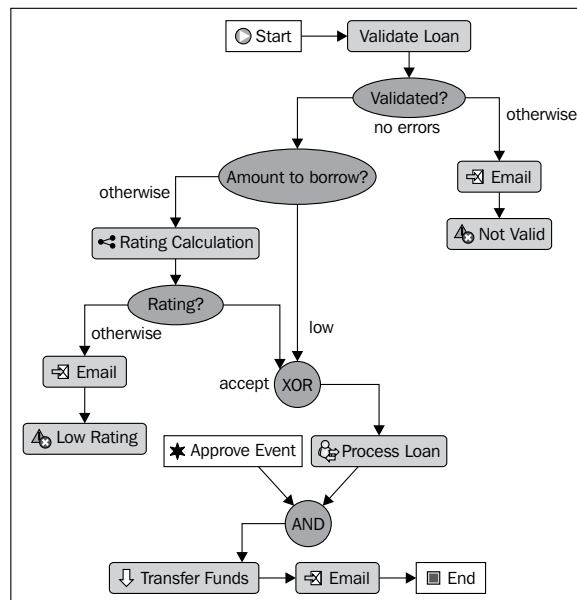 Start
Validate Loan
Validated?
no errors
otherwise
Amount to borrow?
Email
otherwise
Not Valid
Rating Calculation
Rating?
low
otherwise
Email
accept
XOR
Low Rating
Approve Event
Process Loan
AND
Transfer Funds
Email
End